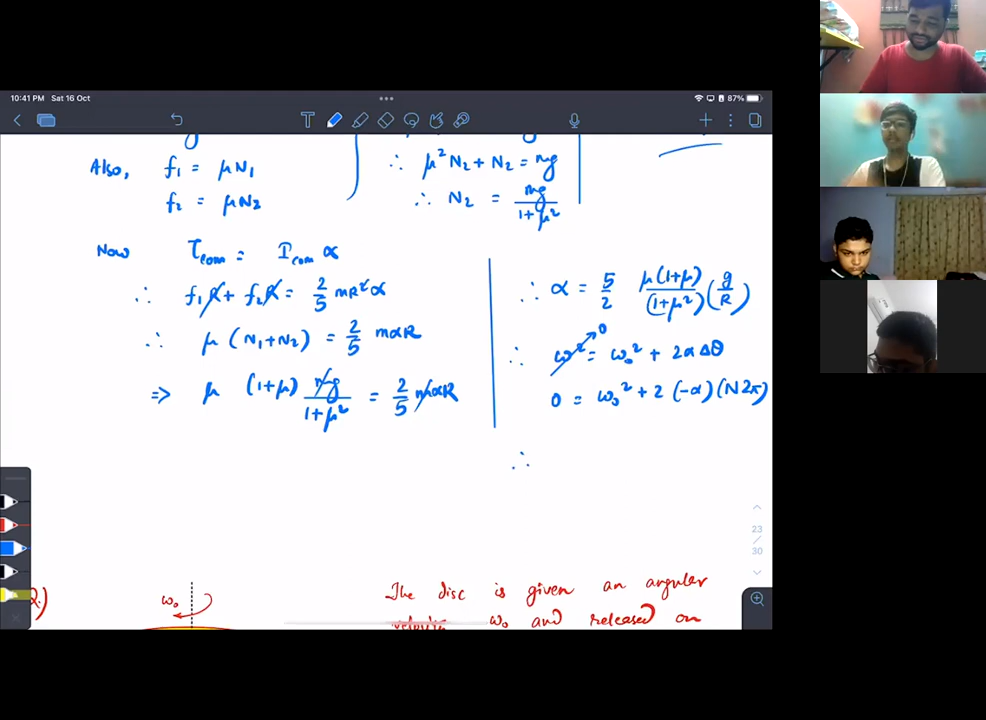 10:41 PM Sat 16 Oct
87%
Also, f₁ = μN₁
f₂ = μN₂
∴ μ²N₂ + N₂ = mg
∴ N₂ = mg / (1+μ²)
Now τcom = Icom α
∴ f₁R + f₂R = 2/5 mR²α
∴ μ (N₁+N₂) = 2/5 mαR
⇒ μ (1+μ) mg / (1+μ²) = 2/5 mαR
∴ α = 5/2 μ(1+μ)/(1+μ²) (g/R)
∴ ω² = ω₀² + 2αΔθ
0
0 = ω₀² + 2(-α)(N2π)
∴
23 / 30
2.)
ω₀
The disc is given an angular
velocity ω₀ and released on